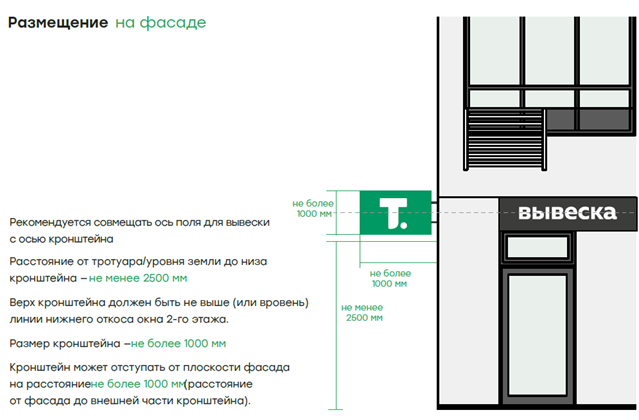 Размещение на фасаде
не более
1000 мм
Т.
вывеска
Рекомендуется совмещать ось поля для вывески
с осью кронштейна
Расстояние от тротуара/уровня земли до низа
кронштейна – не менее 2500 мм
не более
1000 мм
не менее
2500 мм
Верх кронштейна должен быть не выше (или вровень)
линии нижнего откоса окна 2-го этажа.
Размер кронштейна –не более 1000 мм
Кронштейн может отступать от плоскости фасада
на расстояниене более 1000 мм(расстояние
от фасада до внешней части кронштейна).